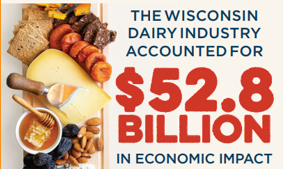 THE WISCONSIN
DAIRY INDUSTRY
ACCOUNTED FOR
$52.8
BILLION
IN ECONOMIC IMPACT